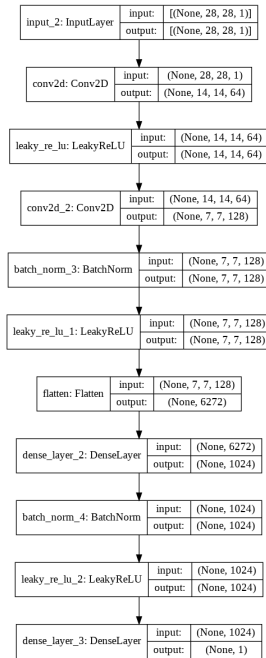 input_2: InputLayer input: [(None, 28, 28, 1)]
output: [(None, 28, 28, 1)]
conv2d: Conv2D input: (None, 28, 28, 1)
output: (None, 14, 14, 64)
leaky_re_lu: LeakyReLU input: (None, 14, 14, 64)
output: (None, 14, 14, 64)
conv2d_2: Conv2D input: (None, 14, 14, 64)
output: (None, 7, 7, 128)
batch_norm_3: BatchNorm input: (None, 7, 7, 128)
output: (None, 7, 7, 128)
leaky_re_lu_1: LeakyReLU input: (None, 7, 7, 128)
output: (None, 7, 7, 128)
flatten: Flatten input: (None, 7, 7, 128)
output: (None, 6272)
dense_layer_2: DenseLayer input: (None, 6272)
output: (None, 1024)
batch_norm_4: BatchNorm input: (None, 1024)
output: (None, 1024)
leaky_re_lu_2: LeakyReLU input: (None, 1024)
output: (None, 1024)
dense_layer_3: DenseLayer input: (None, 1024)
output: (None, 1)